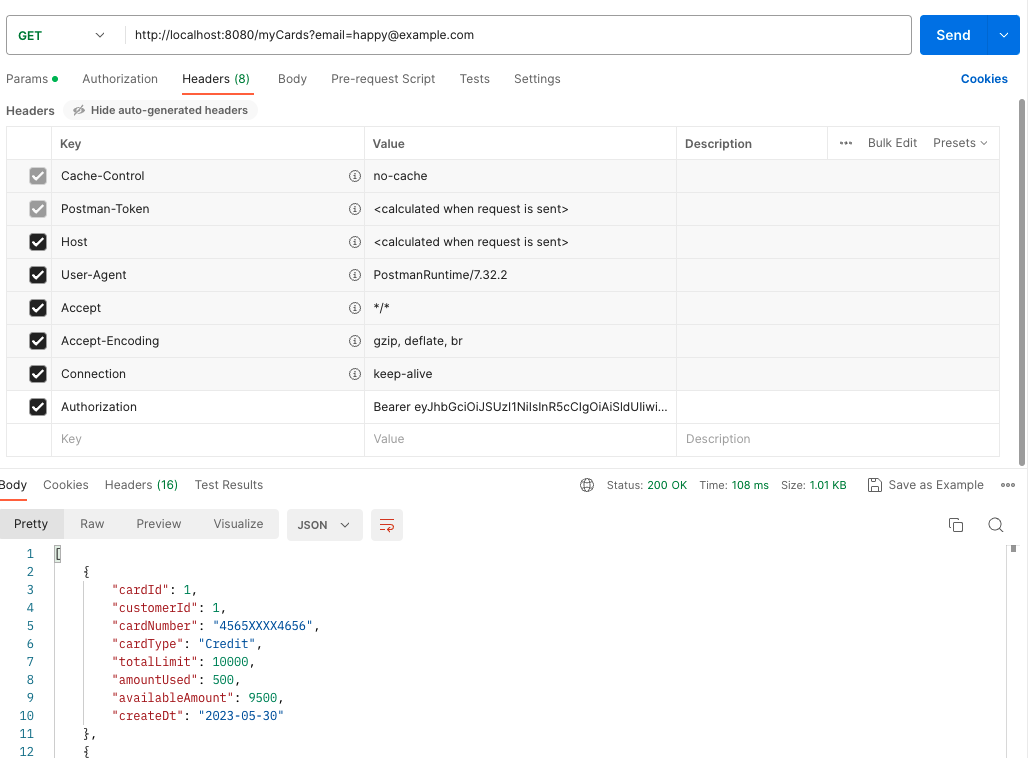 GET http://localhost:8080/myCards?email=happy@example.com Send
Params Authorization Headers (8) Body Pre-request Script Tests Settings Cookies
Headers Hide auto-generated headers
Key Value Description ••• Bulk Edit Presets
Cache-Control no-cache
Postman-Token <calculated when request is sent>
Host <calculated when request is sent>
User-Agent PostmanRuntime/7.32.2
Accept */*
Accept-Encoding gzip, deflate, br
Connection keep-alive
Authorization Bearer eyJhbGciOiJSUzI1NiIsInR5cCIgOiAiSldUIiwi...
Key Value Description
Body Cookies Headers (16) Test Results Status: 200 OK Time: 108 ms Size: 1.01 KB Save as Example •••
Pretty Raw Preview Visualize JSON
1 [
2 {
3 "cardId": 1,
4 "customerId": 1,
5 "cardNumber": "4565XXXX4656",
6 "cardType": "Credit",
7 "totalLimit": 10000,
8 "amountUsed": 500,
9 "availableAmount": 9500,
10 "createDt": "2023-05-30"
11 },
12 {